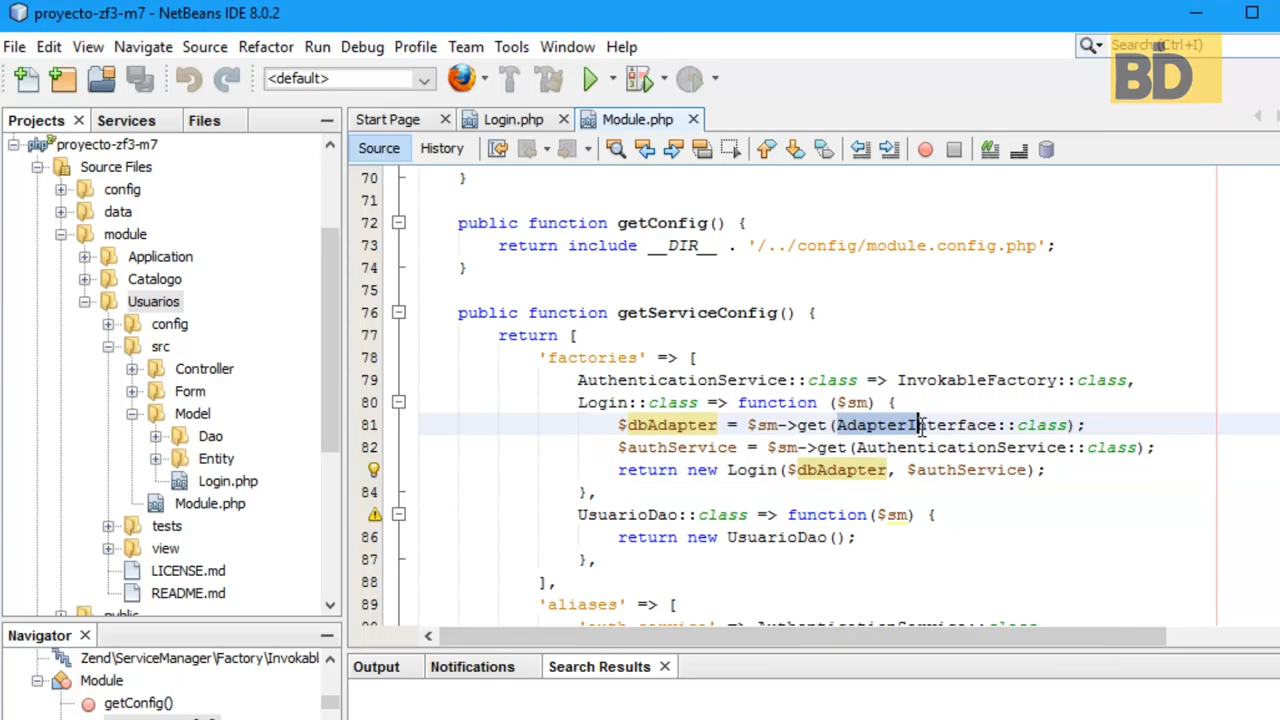 proyecto-zf3-m7 - NetBeans IDE 8.0.2
File Edit View Navigate Source Refactor Run Debug Profile Team Tools Window Help
Search (Ctrl+I)
BD
<default>
Projects Services Files
Start Page Login.php Module.php
Source History
proyecto-zf3-m7
Source Files
config
data
module
Application
Catalogo
Usuarios
config
src
Controller
Form
Model
Dao
Entity
Login.php
Module.php
tests
view
LICENSE.md
README.md
public
70 }
71
72 public function getConfig() {
73 return include __DIR__ . '/../config/module.config.php';
74 }
75
76 public function getServiceConfig() {
77 return [
78 'factories' => [
79 AuthenticationService::class => InvokableFactory::class,
80 Login::class => function ($sm) {
81 $dbAdapter = $sm->get(AdapterInterface::class);
82 $authService = $sm->get(AuthenticationService::class);
return new Login($dbAdapter, $authService);
84 },
UsuarioDao::class => function($sm) {
86 return new UsuarioDao();
87 },
88 ],
89 'aliases' => [
Navigator
Zend\ServiceManager\Factory\Invokabl
Module
getConfig()
Output Notifications Search Results